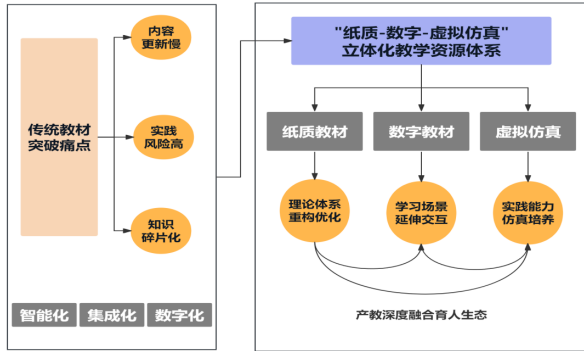 内容
更新慢
传统教材
突破痛点
实践
风险高
知识
碎片化
智能化
集成化
数字化
"纸质-数字-虚拟仿真"
立体化教学资源体系
纸质教材
数字教材
虚拟仿真
理论体系
重构优化
学习场景
延伸交互
实践能力
仿真培养
产教深度融合育人生态